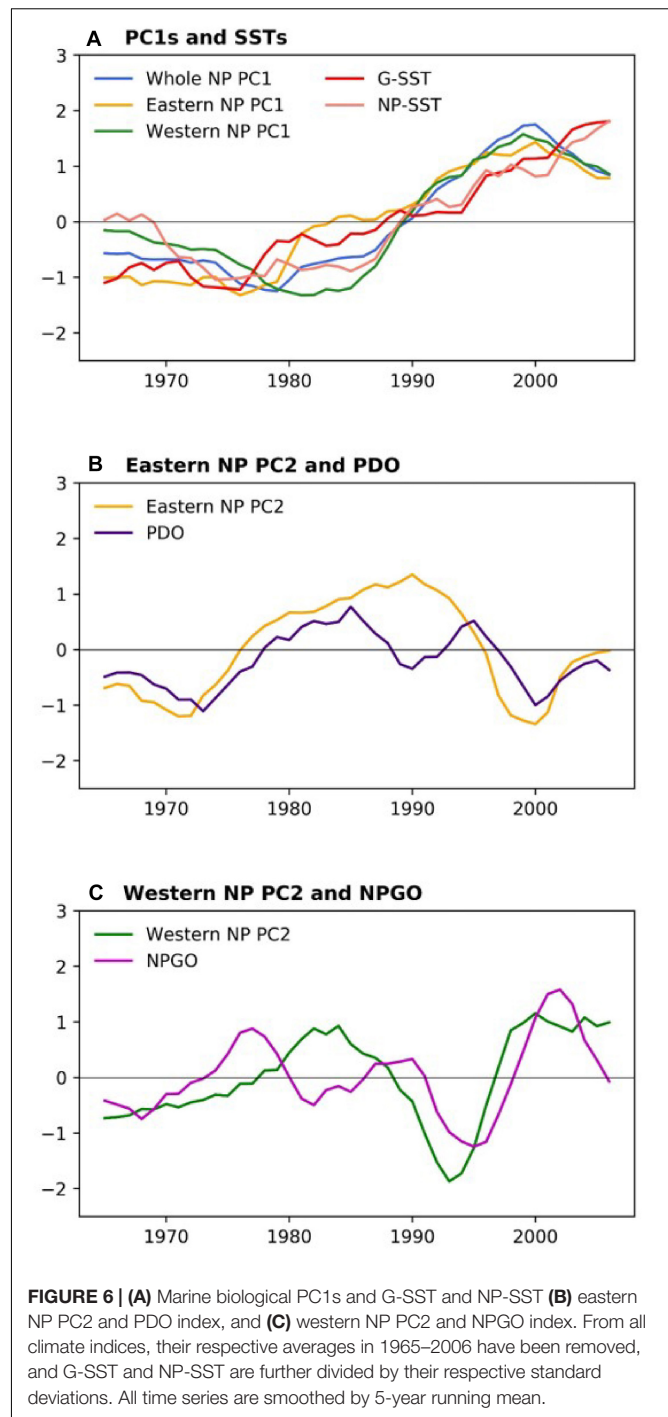 A PC1s and SSTs
3
2
1
0
−1
−2
Whole NP PC1
Eastern NP PC1
Western NP PC1
G-SST
NP-SST
1970 1980 1990 2000
B Eastern NP PC2 and PDO
3
2
1
0
−1
−2
Eastern NP PC2
PDO
1970 1980 1990 2000
C Western NP PC2 and NPGO
3
2
1
0
−1
−2
Western NP PC2
NPGO
1970 1980 1990 2000
FIGURE 6 | (A) Marine biological PC1s and G-SST and NP-SST (B) eastern
NP PC2 and PDO index, and (C) western NP PC2 and NPGO index. From all
climate indices, their respective averages in 1965–2006 have been removed,
and G-SST and NP-SST are further divided by their respective standard
deviations. All time series are smoothed by 5-year running mean.